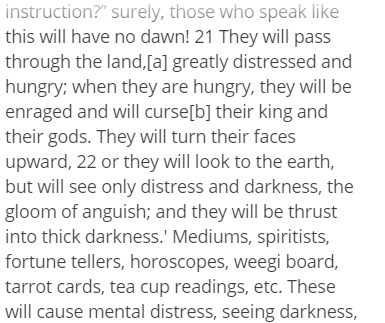 instruction?” surely, those who speak like
this will have no dawn! 21 They will pass
through the land,[a] greatly distressed and
hungry; when they are hungry, they will be
enraged and will curse[b] their king and
their gods. They will turn their faces
upward, 22 or they will look to the earth,
but will see only distress and darkness, the
gloom of anguish; and they will be thrust
into thick darkness.' Mediums, spiritists,
fortune tellers, horoscopes, weegi board,
tarrot cards, tea cup readings, etc. These
will cause mental distress, seeing darkness,